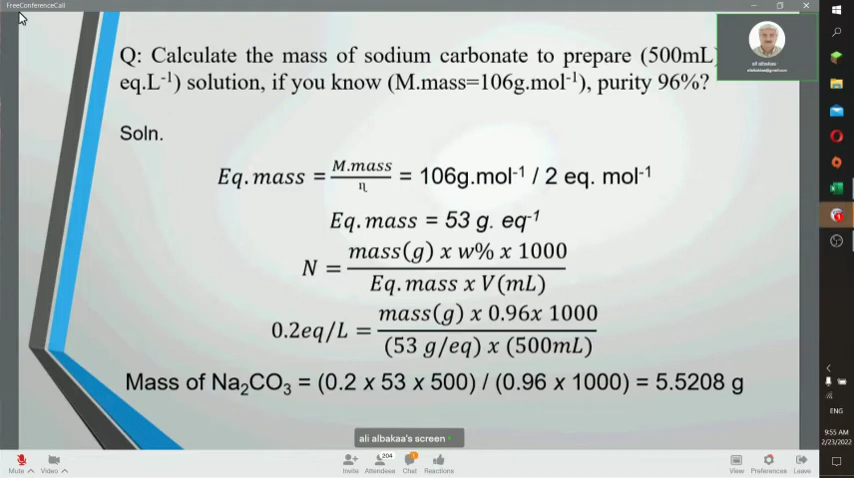 FreeConferenceCall
Q: Calculate the mass of sodium carbonate to prepare (500mL
eq.L⁻¹) solution, if you know (M.mass=106g.mol⁻¹), purity 96%?
Soln.
Eq.mass = M.mass / η = 106g.mol⁻¹ / 2 eq. mol⁻¹
Eq.mass = 53 g. eq⁻¹
N = mass(g) x w% x 1000 / Eq.mass x V(mL)
0.2eq/L = mass(g) x 0.96x 1000 / (53 g/eq) x (500mL)
Mass of Na₂CO₃ = (0.2 x 53 x 500) / (0.96 x 1000) = 5.5208 g
ali albakaa's screen
Mute Video Invite Attendees 204 Chat 1 Reactions View Preferences Leave
ENG
9:55 AM
2/23/2022